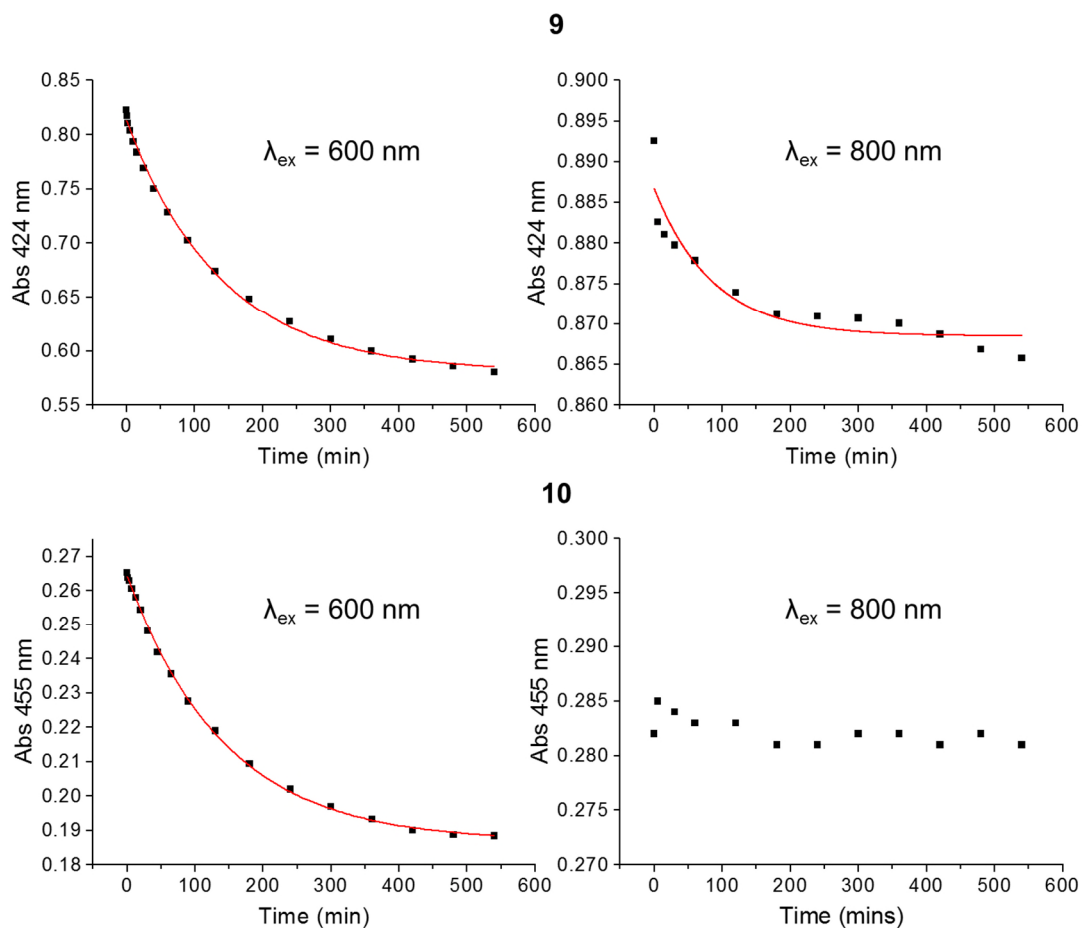 9
0.85
0.80
0.75
0.70
0.65
0.60
0.55
Abs 424 nm
λex = 600 nm
0 100 200 300 400 500 600
Time (min)
0.900
0.895
0.890
0.885
0.880
0.875
0.870
0.865
0.860
Abs 424 nm
λex = 800 nm
0 100 200 300 400 500 600
Time (min)
10
0.27
0.26
0.25
0.24
0.23
0.22
0.21
0.20
0.19
0.18
Abs 455 nm
λex = 600 nm
0 100 200 300 400 500 600
Time (min)
0.300
0.295
0.290
0.285
0.280
0.275
0.270
Abs 455 nm
λex = 800 nm
0 100 200 300 400 500 600
Time (mins)